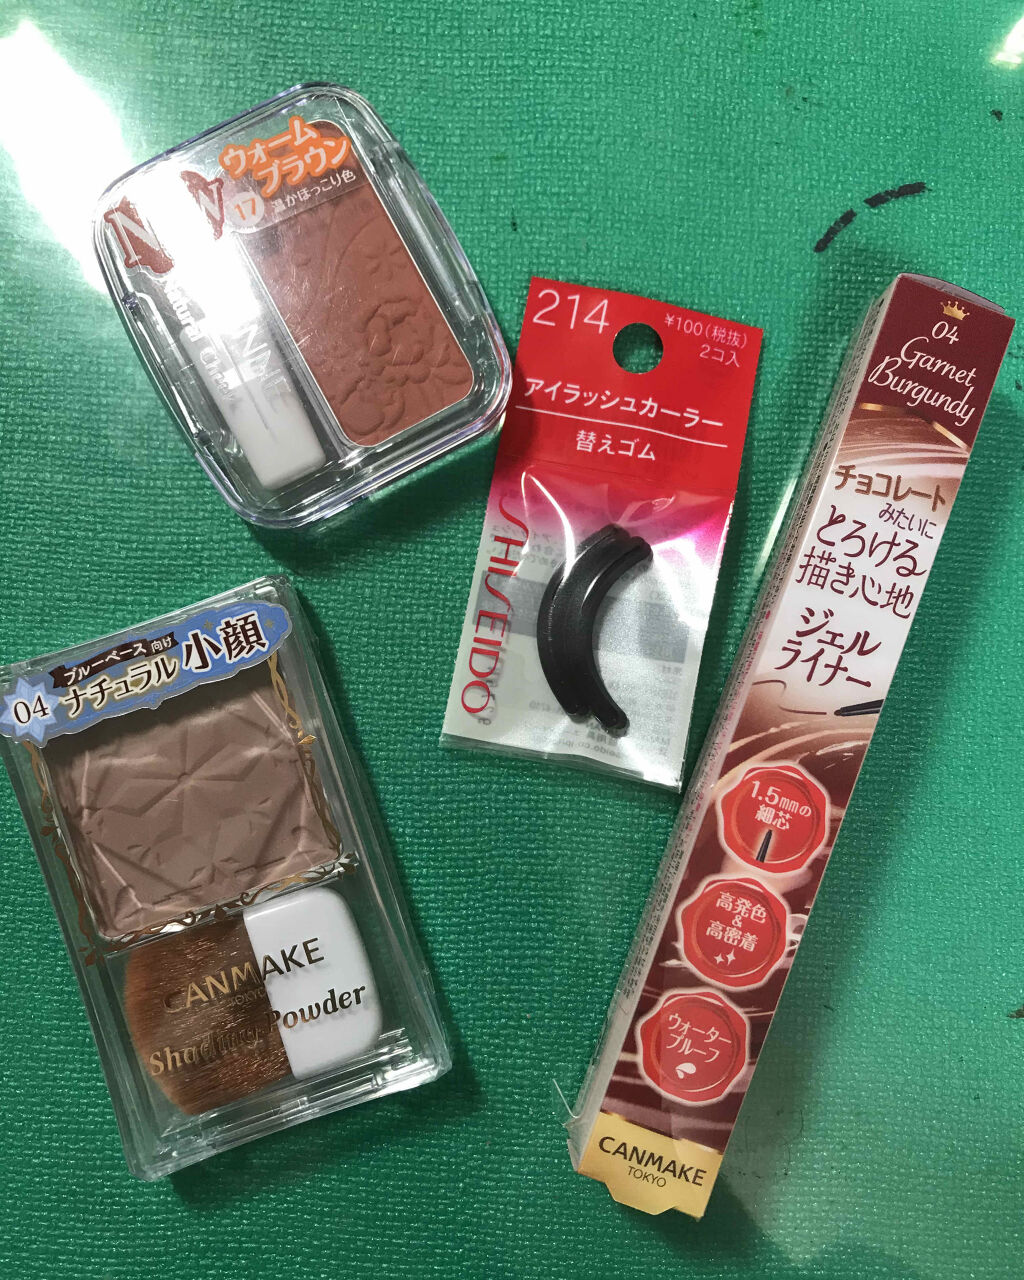 ウォーム
ブラウン
17
温かほっこり色
Natural Cheek
214
¥100(税抜)
2コ入
アイラッシュカーラー
替えゴム
SHISEIDO
04
Garnet
Burgundy
チョコレート
みたいに
とろける
描き心地
ジェル
ライナー
1.5mmの
細芯
高発色
&
高密着
ウォーター
プルーフ
CANMAKE
TOKYO
ブルーベース 向け
04 ナチュラル 小顔
CANMAKE
TOKYO
Shading Powder